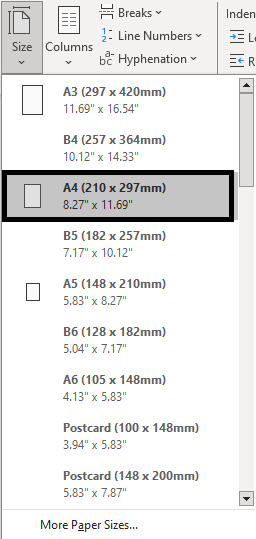 Size
Columns
Breaks
Line Numbers
Hyphenation
Inden
Le
R
A3 (297 x 420mm)
11.69" x 16.54"
B4 (257 x 364mm)
10.12" x 14.33"
A4 (210 x 297mm)
8.27" x 11.69"
B5 (182 x 257mm)
7.17" x 10.12"
A5 (148 x 210mm)
5.83" x 8.27"
B6 (128 x 182mm)
5.04" x 7.17"
A6 (105 x 148mm)
4.13" x 5.83"
Postcard (100 x 148mm)
3.94" x 5.83"
Postcard (148 x 200mm)
5.83" x 7.87"
More Paper Sizes...